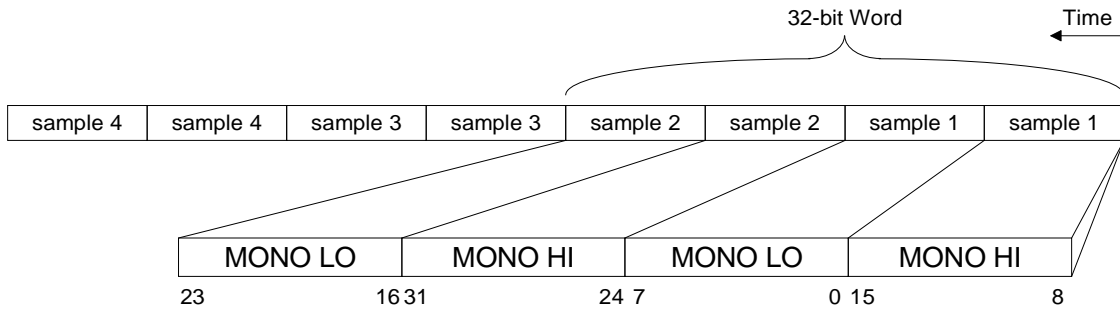 32-bit Word Time
sample 4 sample 4 sample 3 sample 3 sample 2 sample 2 sample 1 sample 1
MONO LO MONO HI MONO LO MONO HI
23 16 31 24 7 0 15 8